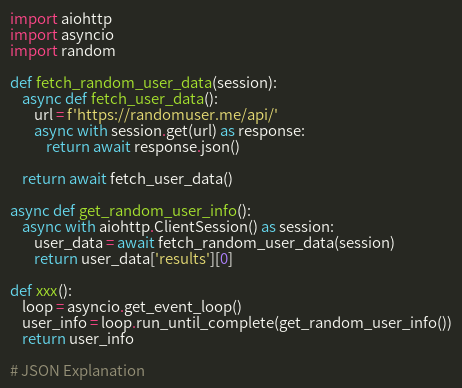 import aiohttp
import asyncio
import random

def fetch_random_user_data(session):
    async def fetch_user_data():
        url = f'https://randomuser.me/api/'
        async with session.get(url) as response:
            return await response.json()

    return await fetch_user_data()

async def get_random_user_info():
    async with aiohttp.ClientSession() as session:
        user_data = await fetch_random_user_data(session)
        return user_data['results'][0]

def xxx():
    loop = asyncio.get_event_loop()
    user_info = loop.run_until_complete(get_random_user_info())
    return user_info

# JSON Explanation